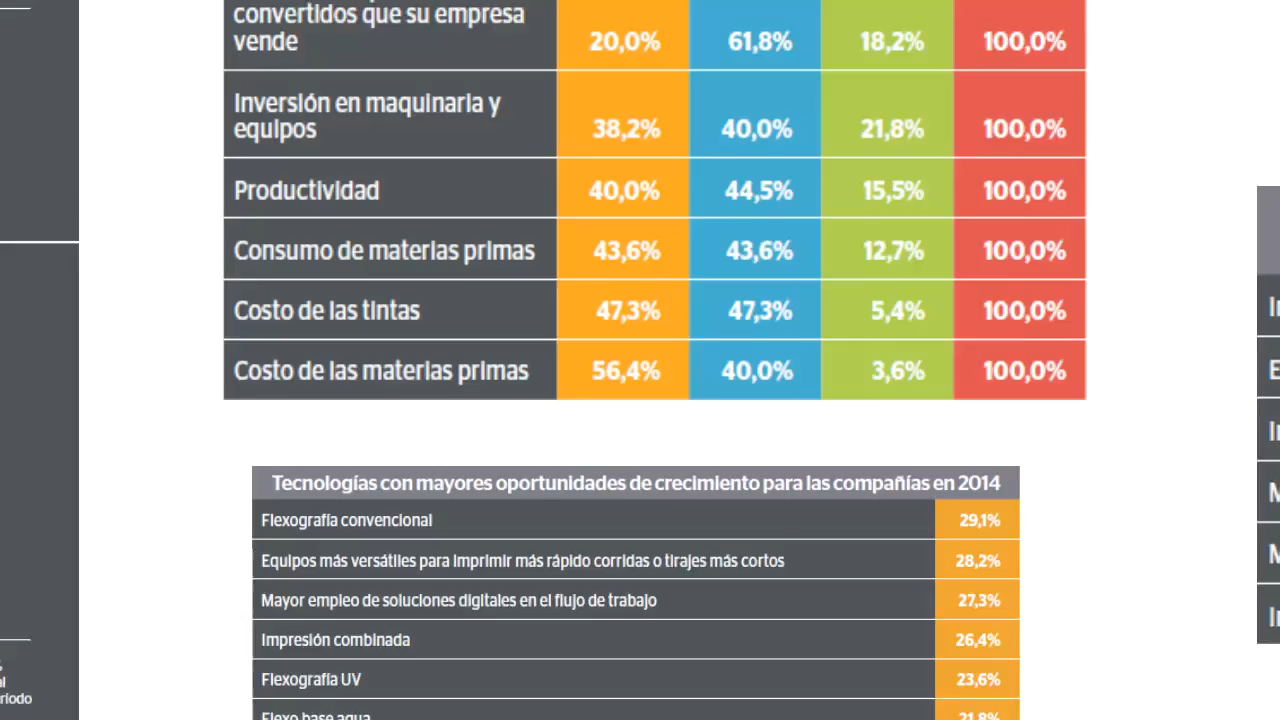 convertidos que su empresa
vende 20,0% 61,8% 18,2% 100,0%
Inversión en maquinaria y
equipos 38,2% 40,0% 21,8% 100,0%
Productividad 40,0% 44,5% 15,5% 100,0%
Consumo de materias primas 43,6% 43,6% 12,7% 100,0%
Costo de las tintas 47,3% 47,3% 5,4% 100,0%
Costo de las materias primas 56,4% 40,0% 3,6% 100,0%
Tecnologías con mayores oportunidades de crecimiento para las compañías en 2014
Flexografía convencional 29,1%
Equipos más versátiles para imprimir más rápido corridas o tirajes más cortos 28,2%
Mayor empleo de soluciones digitales en el flujo de trabajo 27,3%
Impresión combinada 26,4%
Flexografía UV 23,6%
Flexo base agua 21,8%